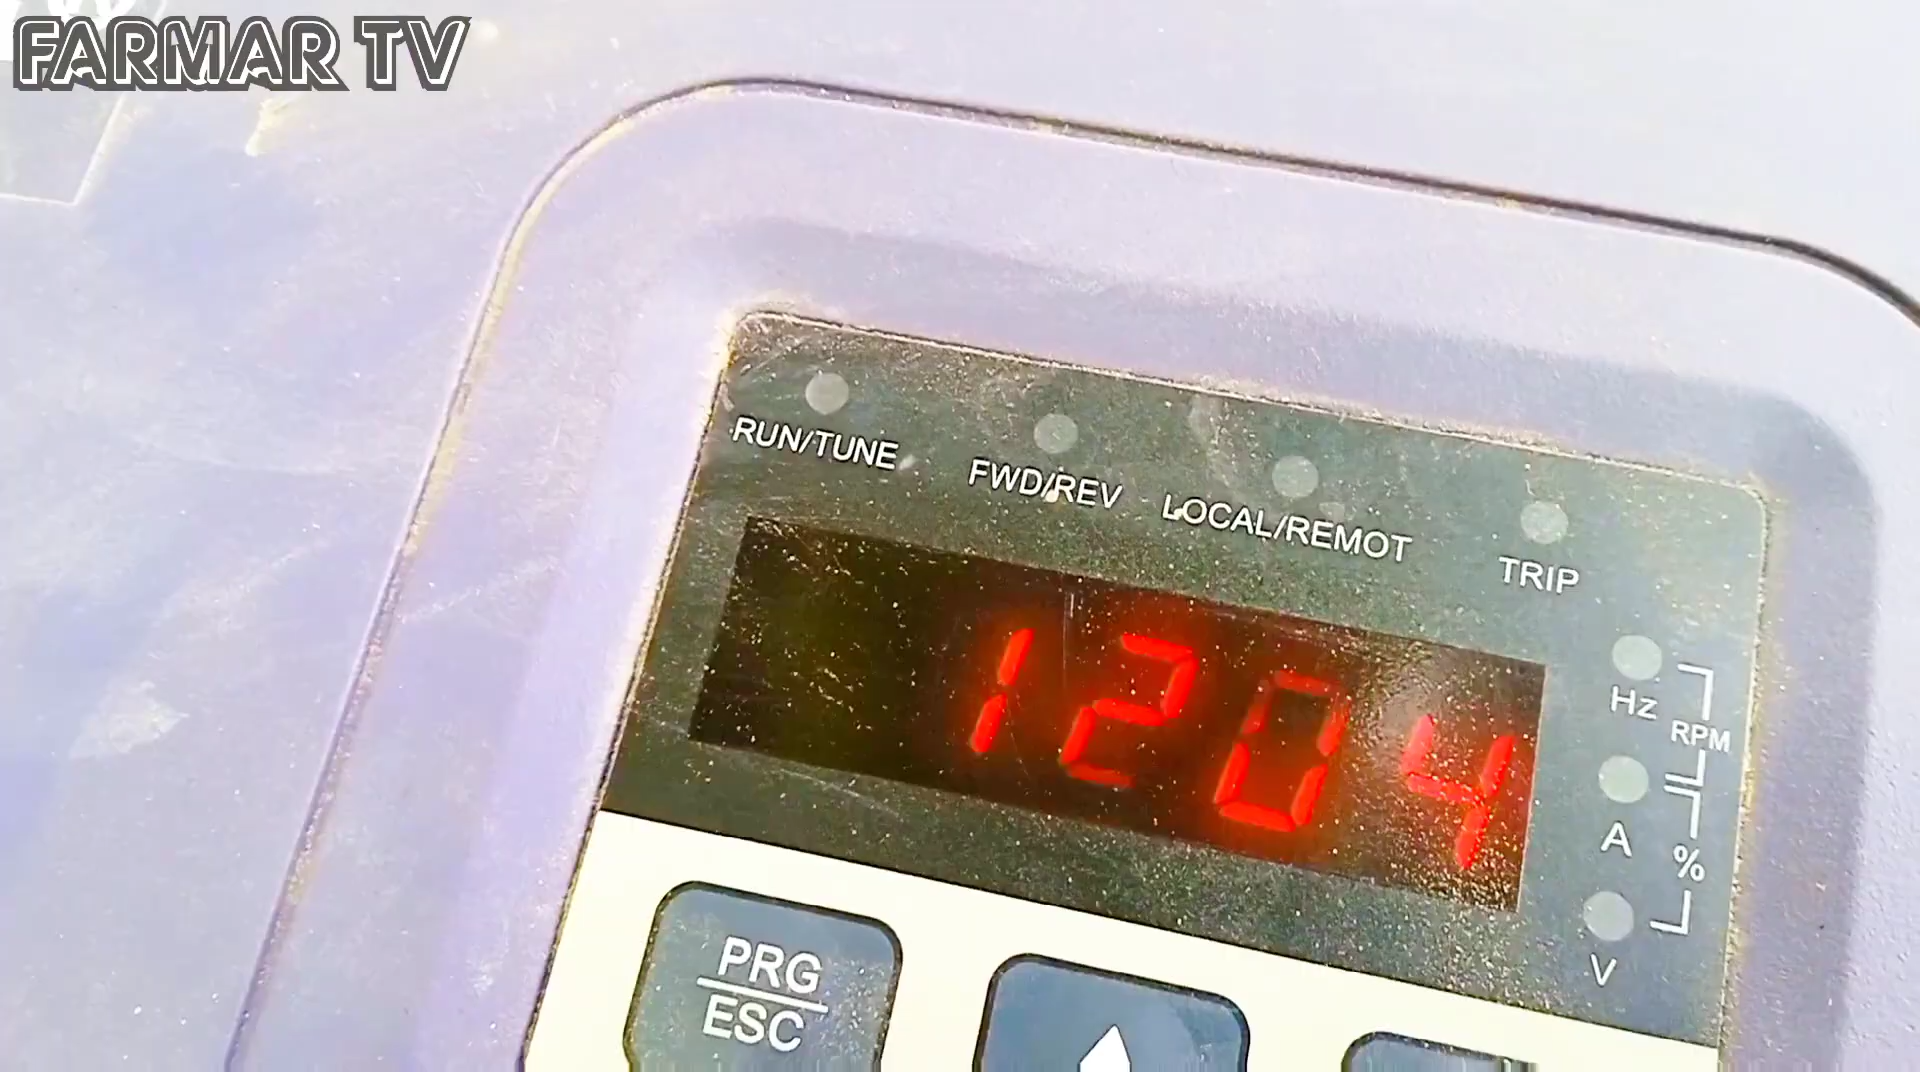 FARMAR TV
RUN/TUNE
FWD/REV
LOCAL/REMOT
TRIP
1204
Hz
RPM
A
%
V
PRG
ESC